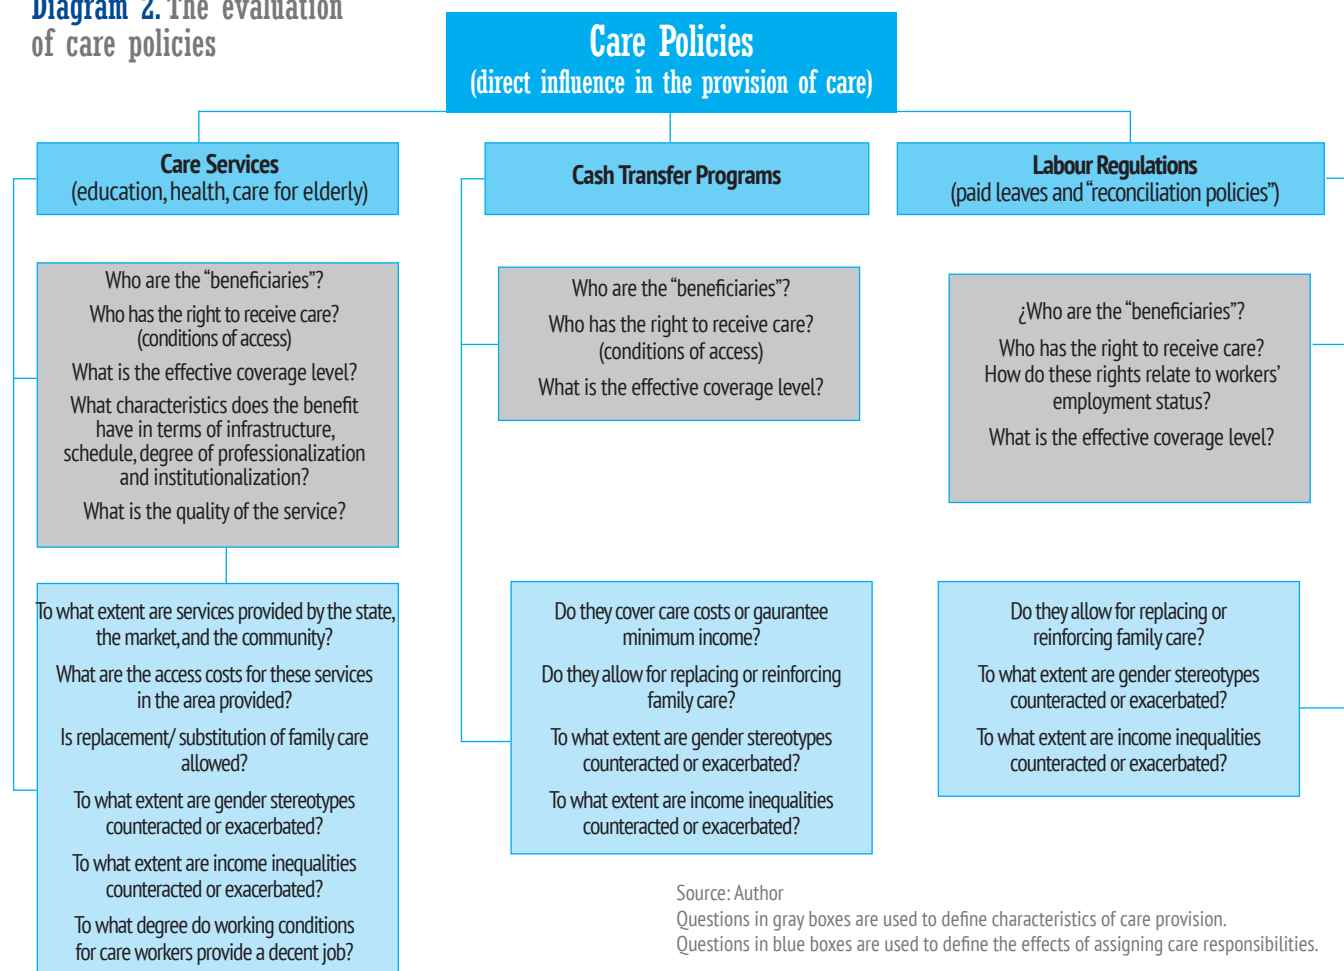 Diagram 2. The evaluation
of care policies
Care Policies
(direct influence in the provision of care)
Care Services
(education, health, care for elderly)
Who are the “beneficiaries”?
Who has the right to receive care?
(conditions of access)
What is the effective coverage level?
What characteristics does the benefit
have in terms of infrastructure,
schedule, degree of professionalization
and institutionalization?
What is the quality of the service?
To what extent are services provided by the state,
the market, and the community?
What are the access costs for these services
in the area provided?
Is replacement/ substitution of family care
allowed?
To what extent are gender stereotypes
counteracted or exacerbated?
To what extent are income inequalities
counteracted or exacerbated?
To what degree do working conditions
for care workers provide a decent job?
Cash Transfer Programs
Who are the “beneficiaries”?
Who has the right to receive care?
(conditions of access)
What is the effective coverage level?
Do they cover care costs or gaurantee
minimum income?
Do they allow for replacing or reinforcing
family care?
To what extent are gender stereotypes
counteracted or exacerbated?
To what extent are income inequalities
counteracted or exacerbated?
Labour Regulations
(paid leaves and “reconciliation policies”)
¿Who are the “beneficiaries”?
Who has the right to receive care?
How do these rights relate to workers’
employment status?
What is the effective coverage level?
Do they allow for replacing or
reinforcing family care?
To what extent are gender stereotypes
counteracted or exacerbated?
To what extent are income inequalities
counteracted or exacerbated?
Source: Author
Questions in gray boxes are used to define characteristics of care provision.
Questions in blue boxes are used to define the effects of assigning care responsibilities.